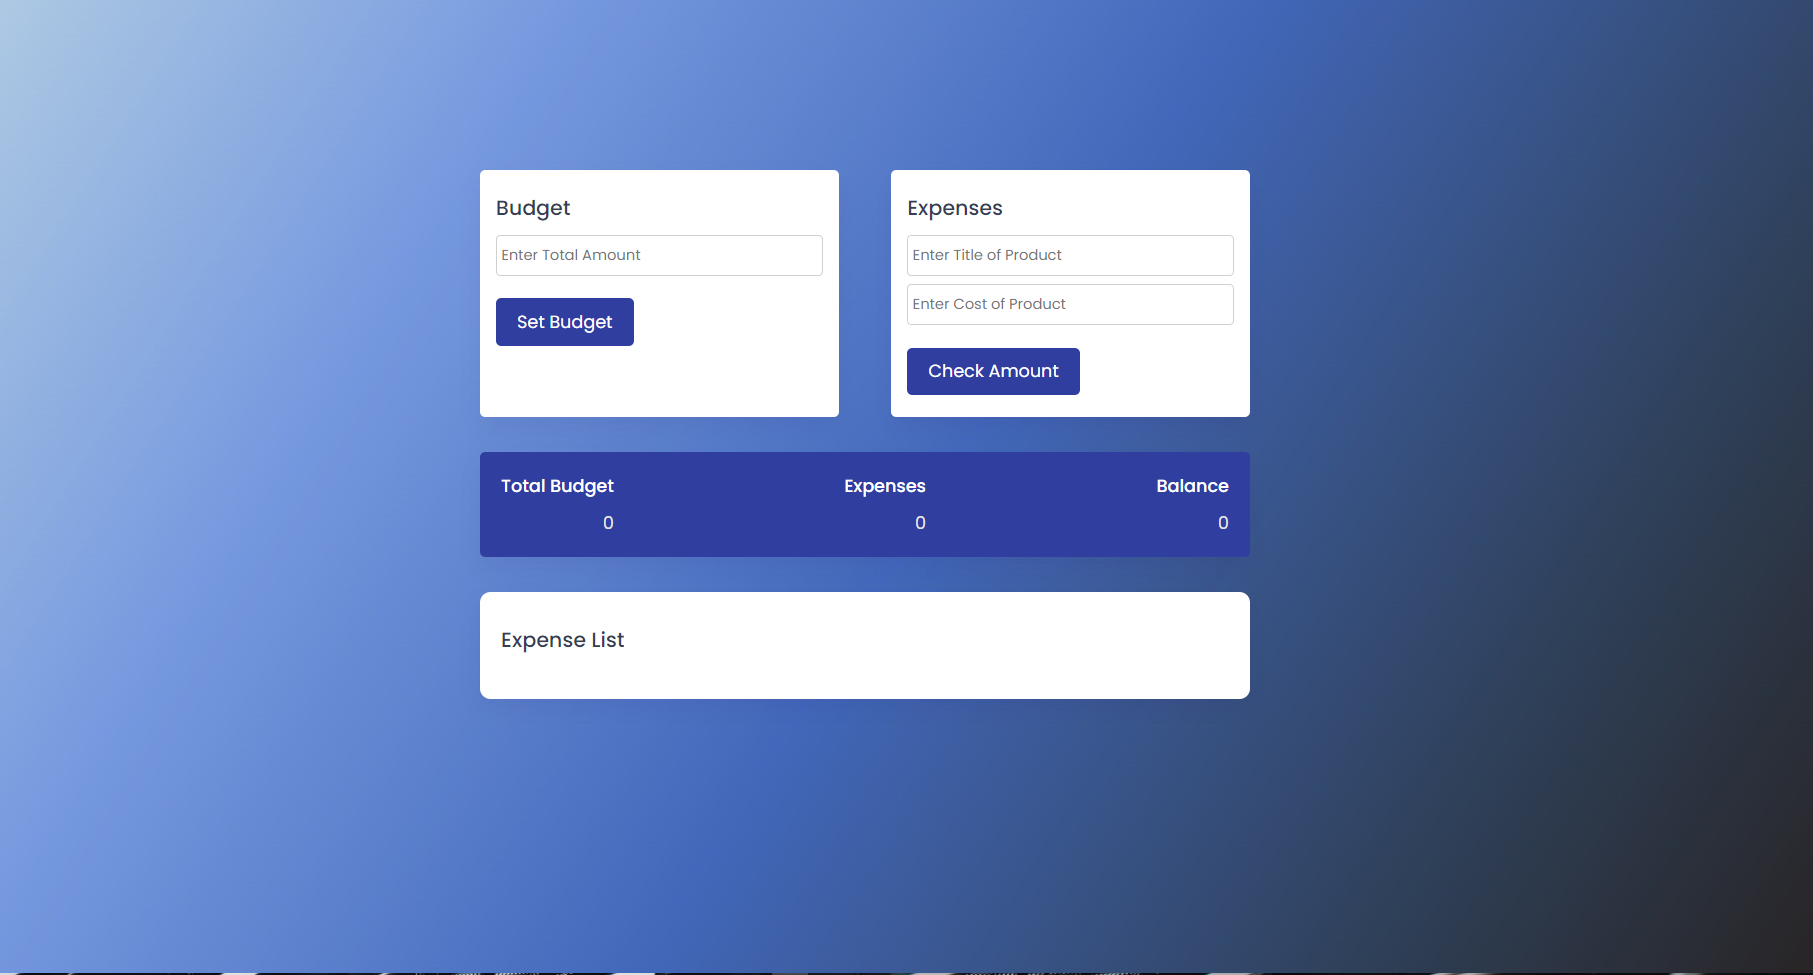 Budget
Enter Total Amount
Set Budget
Expenses
Enter Title of Product
Enter Cost of Product
Check Amount
Total Budget Expenses Balance
0 0 0
Expense List